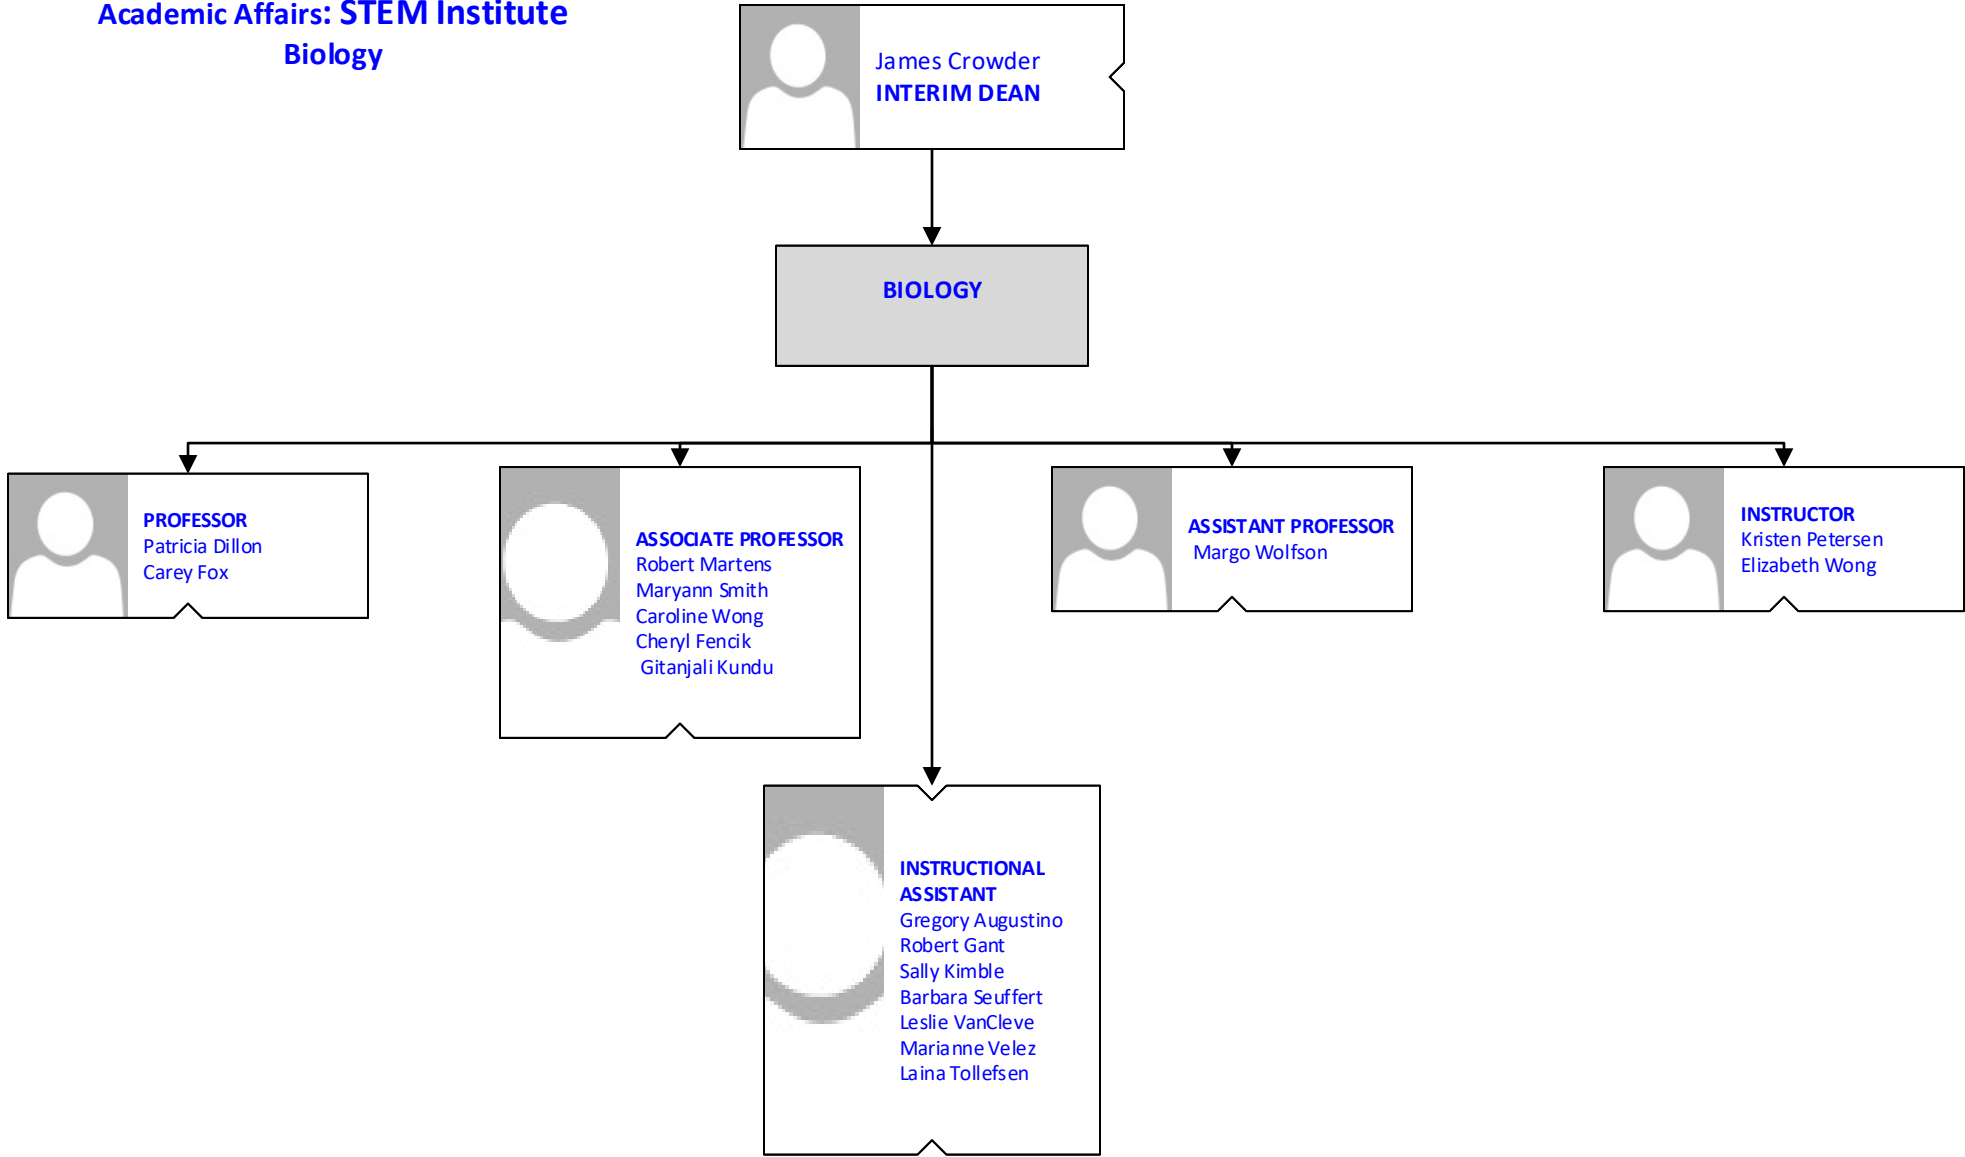 Academic Affairs: STEM Institute
Biology
James Crowder
INTERIM DEAN
BIOLOGY
PROFESSOR
Patricia Dillon
Carey Fox
ASSOCIATE PROFESSOR
Robert Martens
Maryann Smith
Caroline Wong
Cheryl Fencik
Gitanjali Kundu
ASSISTANT PROFESSOR
Margo Wolfson
INSTRUCTOR
Kristen Petersen
Elizabeth Wong
INSTRUCTIONAL
ASSISTANT
Gregory Augustino
Robert Gant
Sally Kimble
Barbara Seuffert
Leslie VanCleve
Marianne Velez
Laina Tollefsen